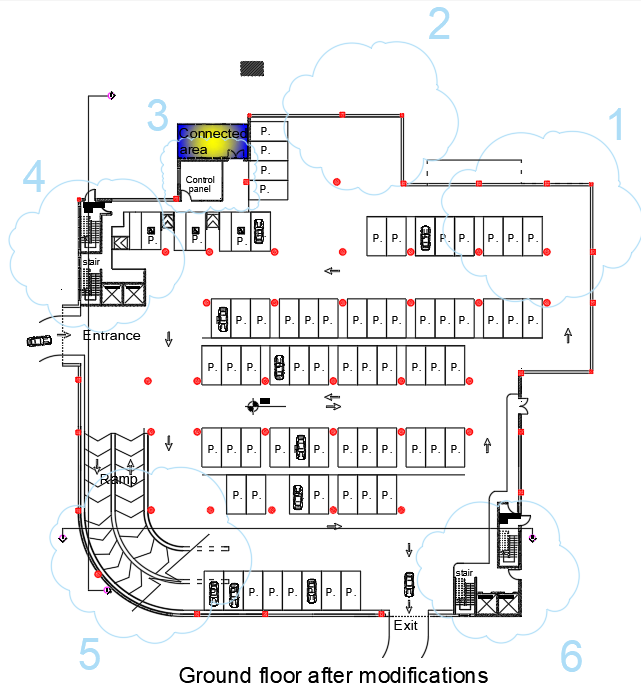 2
1
3
Connected
area
P.
P.
P.
P.
Control
panel
4
P. P. P.
P. P. P. P. P. P. P.
stair
P. P. P. P. P. P. P. P. P. P. P. P. P. P.
Entrance
P. P. P. P. P. P. P. P. P. P. P.
P. P. P. P. P. P. P. P. P. P. P.
Ramp
P. P. P. P. P. P.
stair
P. P. P. P. P.
Exit
5
6
Ground floor after modifications